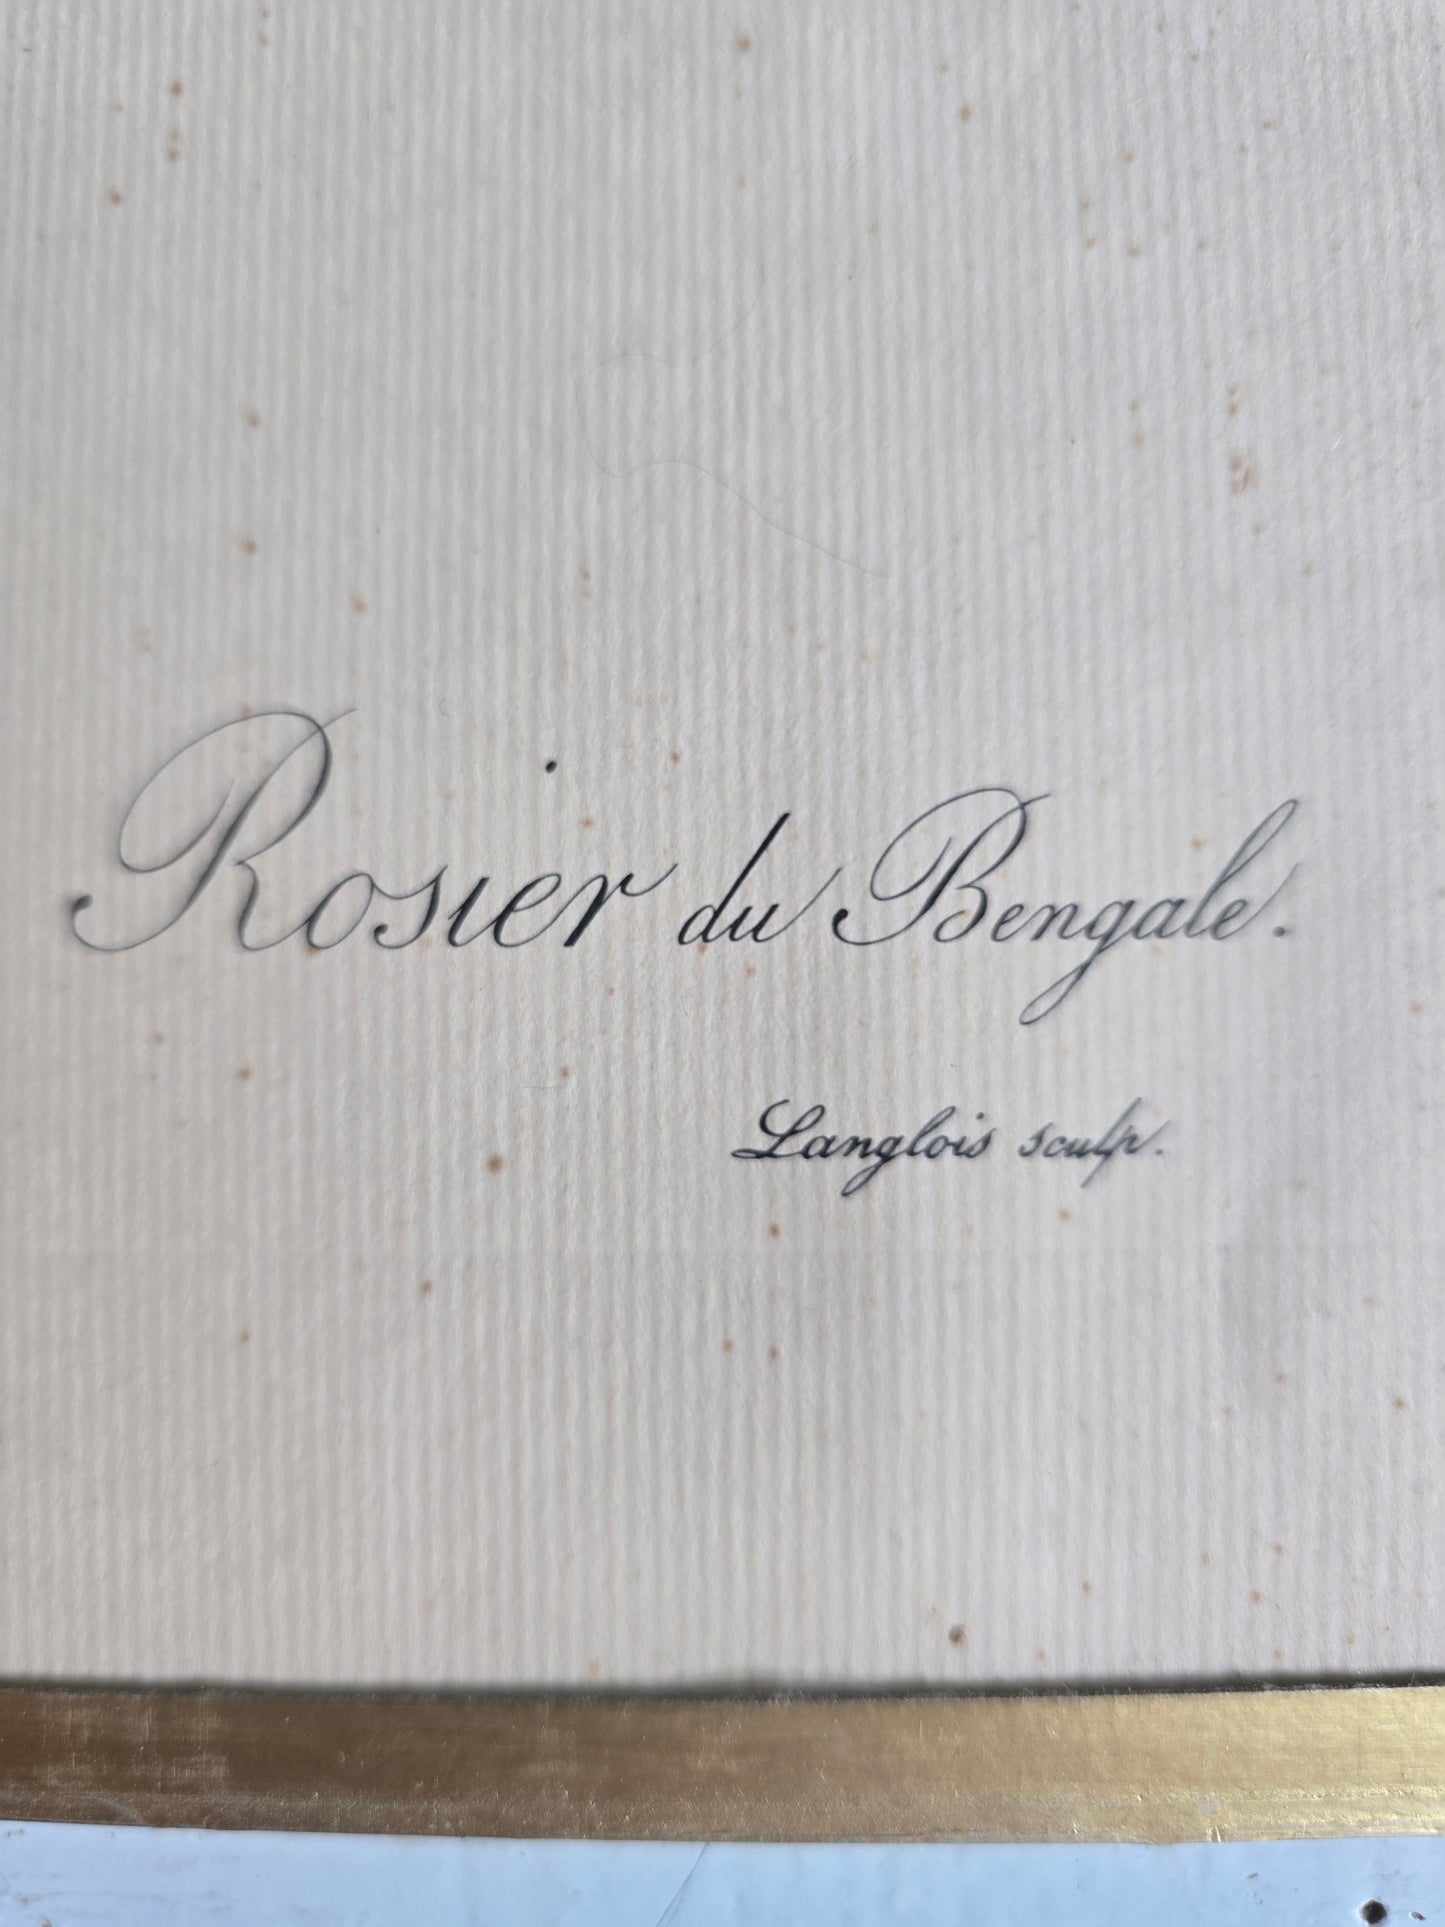 Rosier du Bengale.
Langlois sculp.